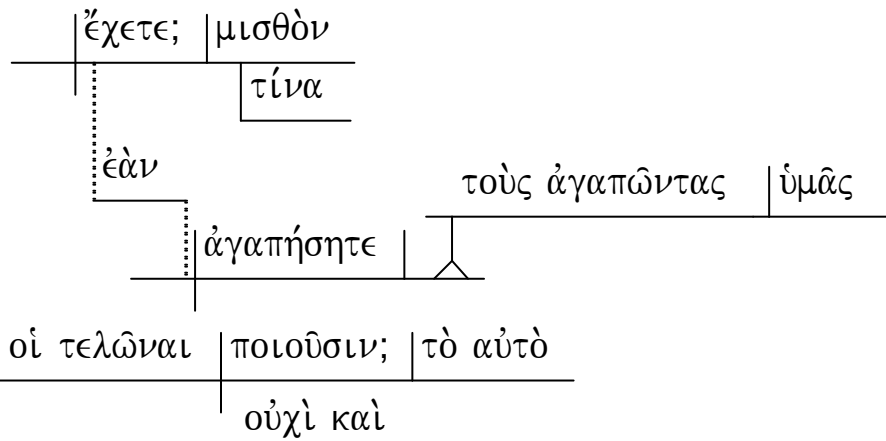 ἔχετε; μισθὸν
τίνα
ἐὰν
τοὺς ἀγαπῶντας ὑμᾶς
ἀγαπήσητε
οἱ τελῶναι ποιοῦσιν; τὸ αὐτὸ
οὐχὶ καὶ